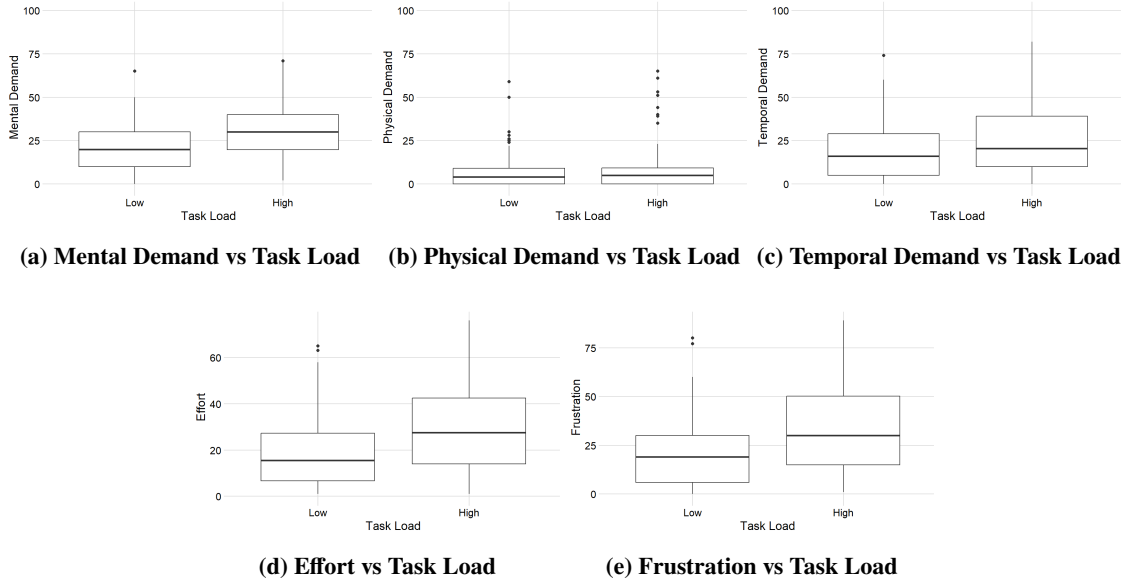 100
75
50
25
0
Mental Demand
Low
High
Task Load
(a) Mental Demand vs Task Load
100
75
50
25
0
Physical Demand
Low
High
Task Load
(b) Physical Demand vs Task Load
100
75
50
25
0
Temporal Demand
Low
High
Task Load
(c) Temporal Demand vs Task Load
60
40
20
0
Effort
Low
High
Task Load
(d) Effort vs Task Load
75
50
25
0
Frustration
Low
High
Task Load
(e) Frustration vs Task Load